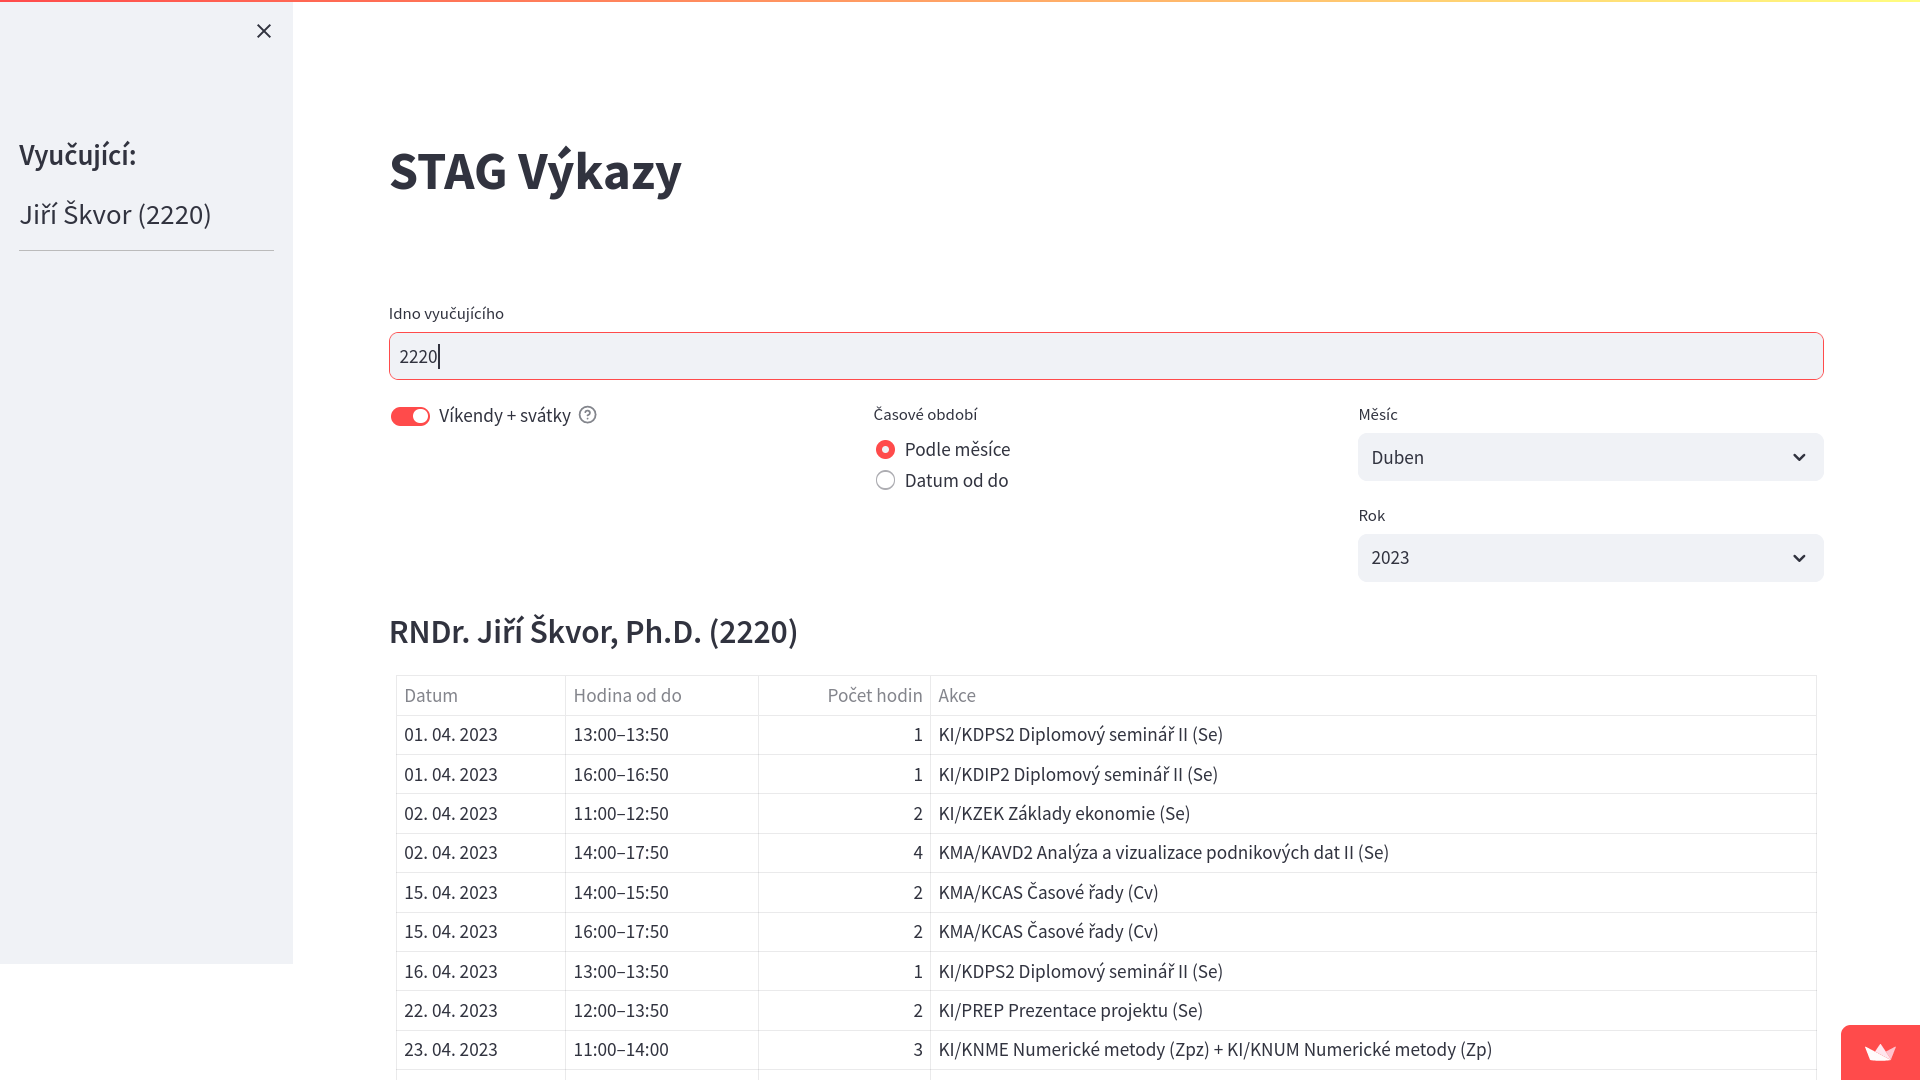 Vyučující:
Jiří Škvor (2220)
STAG Výkazy
Idno vyučujícího
2220
Víkendy + svátky
Časové období
Podle měsíce
Datum od do
Měsíc
Duben
Rok
2023
RNDr. Jiří Škvor, Ph.D. (2220)
Datum Hodina od do Počet hodin Akce
01. 04. 2023 13:00–13:50 1 KI/KDPS2 Diplomový seminář II (Se)
01. 04. 2023 16:00–16:50 1 KI/KDIP2 Diplomový seminář II (Se)
02. 04. 2023 11:00–12:50 2 KI/KZEK Základy ekonomie (Se)
02. 04. 2023 14:00–17:50 4 KMA/KAVD2 Analýza a vizualizace podnikových dat II (Se)
15. 04. 2023 14:00–15:50 2 KMA/KCAS Časové řady (Cv)
15. 04. 2023 16:00–17:50 2 KMA/KCAS Časové řady (Cv)
16. 04. 2023 13:00–13:50 1 KI/KDPS2 Diplomový seminář II (Se)
22. 04. 2023 12:00–13:50 2 KI/PREP Prezentace projektu (Se)
23. 04. 2023 11:00–14:00 3 KI/KNME Numerické metody (Zpz) + KI/KNUM Numerické metody (Zp)